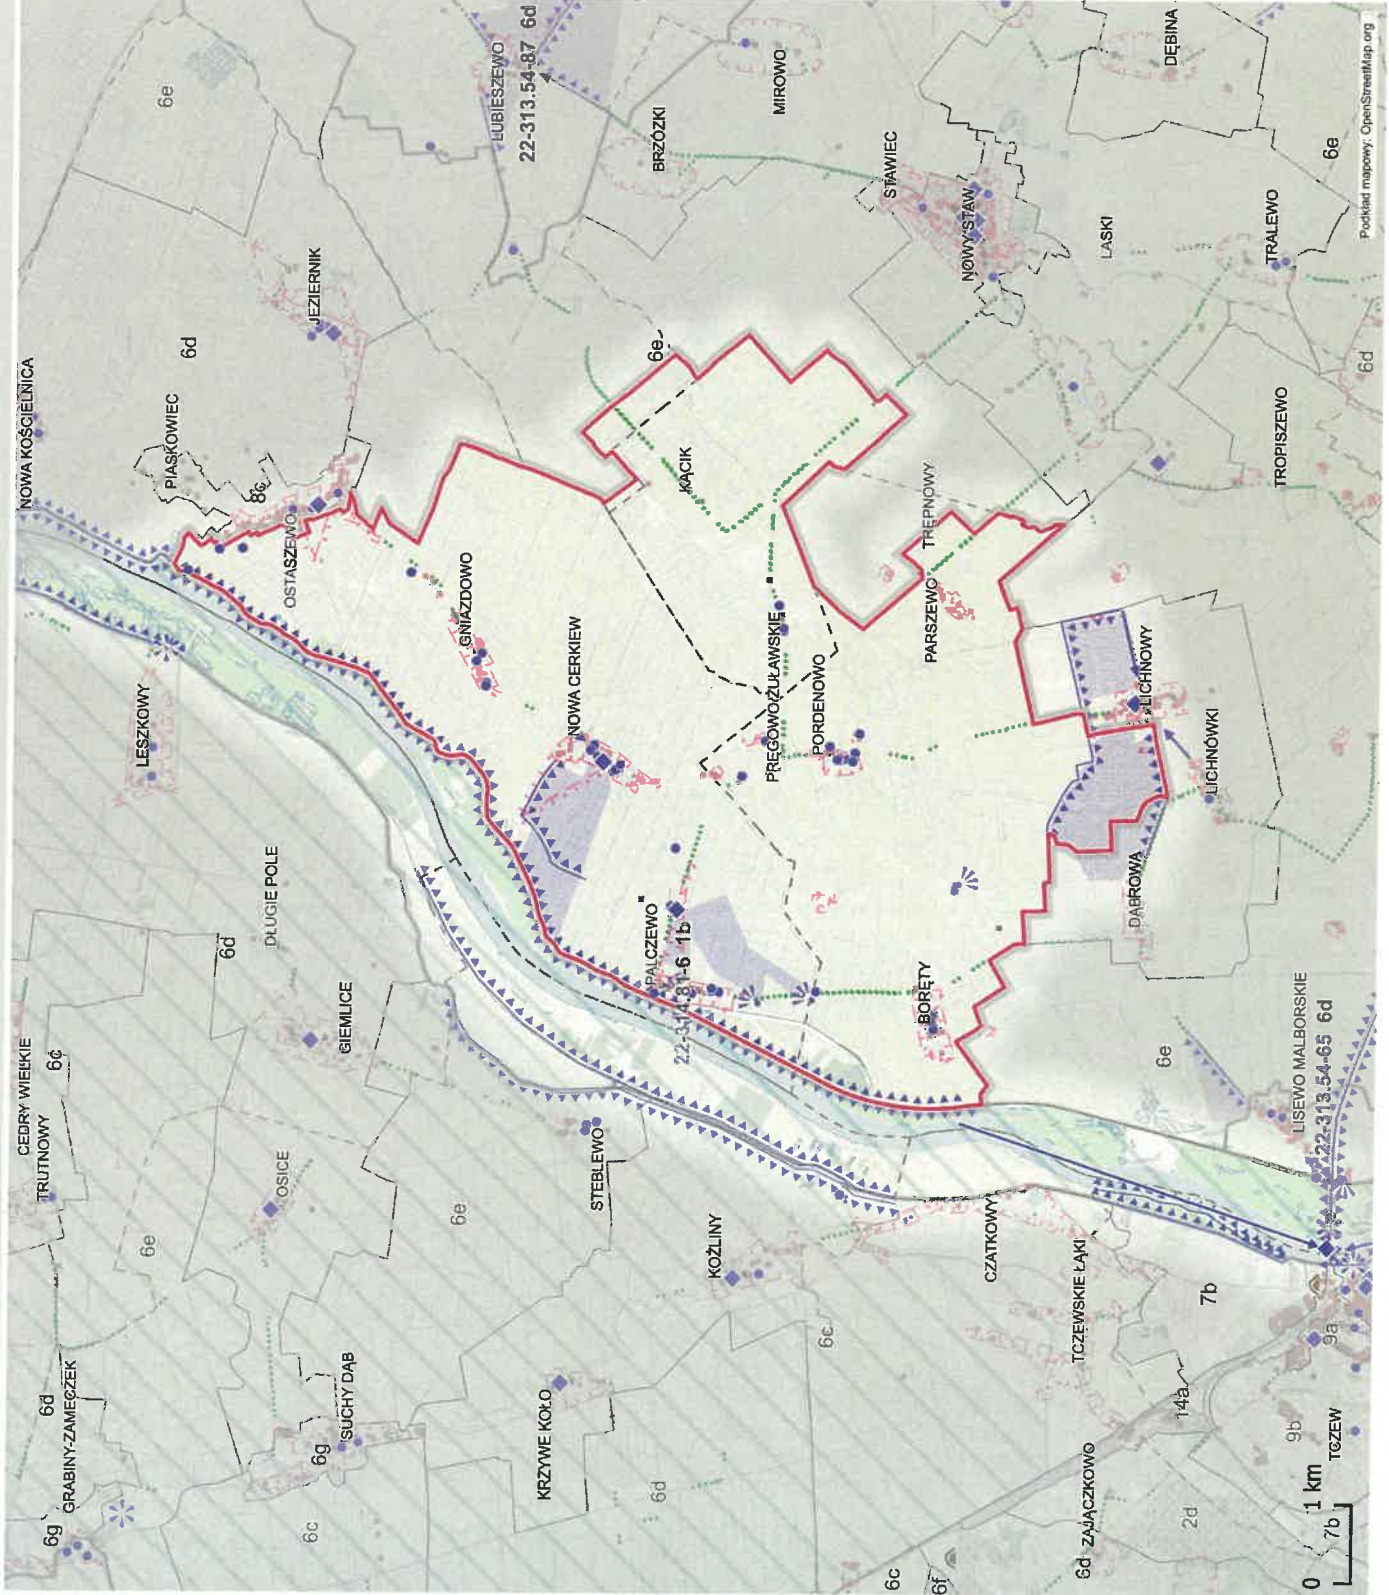 NOWA KOŚCIELNICA
PIASKOWIEC
6d
8c
JEZIERNIK
6e
LUBIESZEWO
22-313.54-87 6d
BRZÓZKI
MIROWO
DĘBINA
STAWIEC
NOWY STAW
LASKI
TRALEWO
6e
6d
TROPISZEWO
Podkład mapowy: OpenStreetMap.org
OSTASZEWO
GNIAZDOWO
NOWA CERKIEW
KĄCIK
6e
TREPNOWY
PARSZEWO
PRĘGOWO ŻUŁAWSKIE
PORDENOWO
LICHNOWY
LICHNÓWKI
DĄBROWA
LESZKOWY
DŁUGIE POLE
6d
GIEMLICE
PALCZEWO
22-314.81-6 1b
BORĘTY
6e
LISEWO MALBORSKIE
22-313.54-65 6d
CEDRY WIELKIE
6c
TRUTNOWY
OSICE
6e
6e
STEBLEWO
KOŹLINY
CZATKOWY
TCZEWSKIE ŁĄKI
7b
6c
9a
6d
GRABINY-ZAMECZEK
6g
SUCHY DĄB
6g
6c
KRZYWE KOŁO
6d
14a
9b
TCZEW
ZAJĄCZKOWO
6d
2d
6c
6f
7b
0 1 km